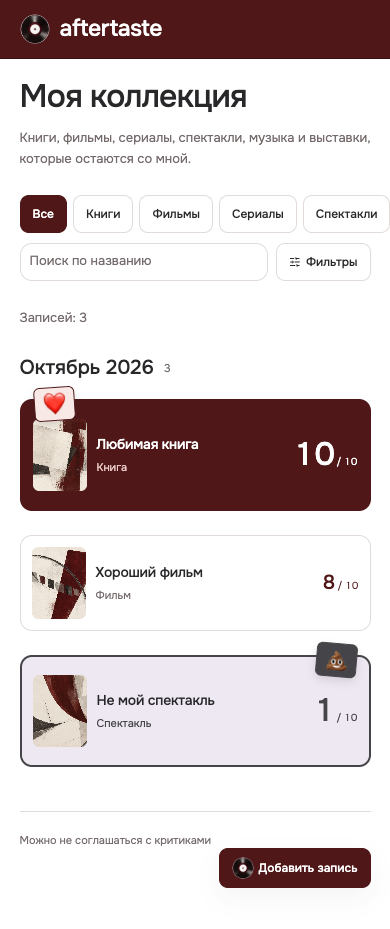 aftertaste
Моя коллекция
Книги, фильмы, сериалы, спектакли, музыка и выставки,
которые остаются со мной.
Все Книги Фильмы Сериалы Спектакли
Поиск по названию Фильтры
Записей: 3
Октябрь 2026 3
Любимая книга
Книга
10 / 10
Хороший фильм
Фильм
8 / 10
Не мой спектакль
Спектакль
1 / 10
Можно не соглашаться с критиками
Добавить запись